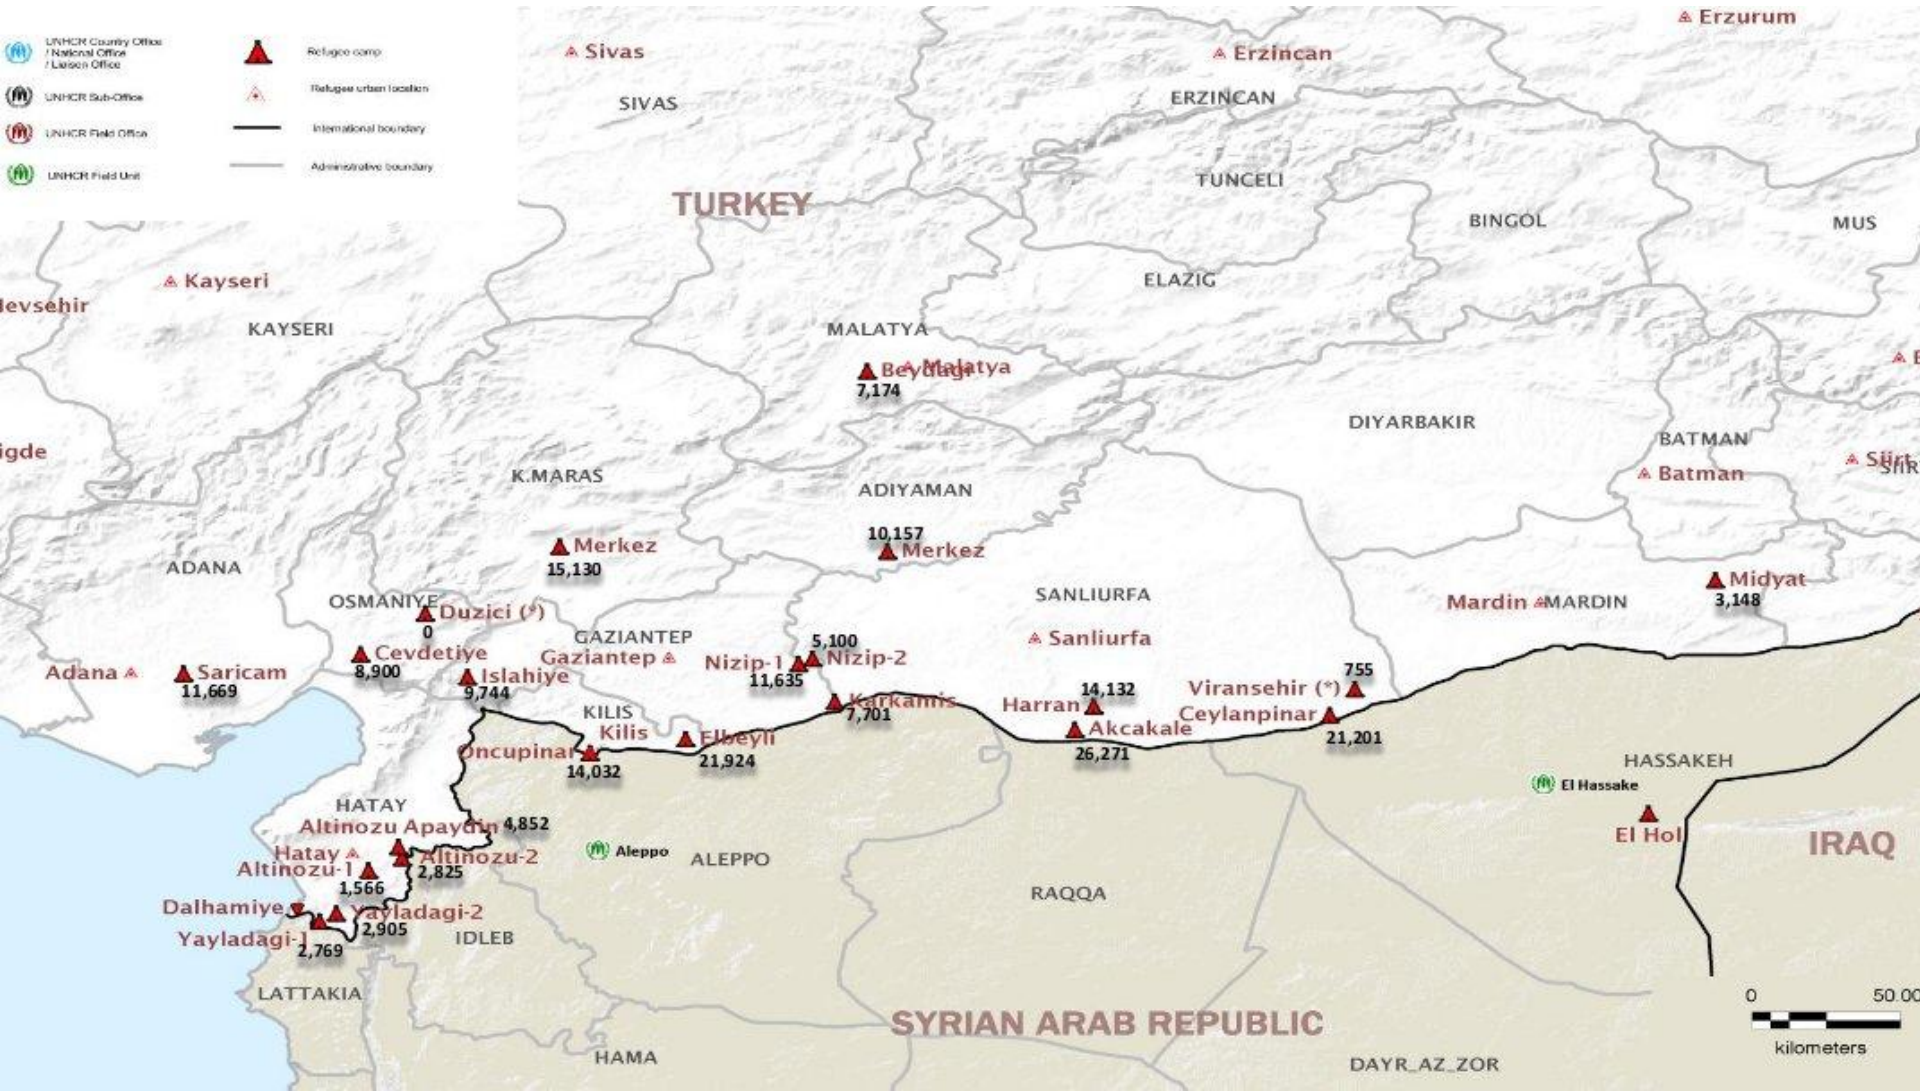 UNHCR Country Office
/ National Office
/ Liaison Office
UNHCR Sub-Office
UNHCR Field Office
UNHCR Field Unit
Refugee camp
Refugee urban location
International boundary
Administrative boundary
Sivas
SIVAS
Erzincan
ERZINCAN
Erzurum
TUNCELI
TURKEY
BINGOL
MUS
Kayseri
KAYSERI
ELAZIG
MALATYA
Malatya
Beydagi
7,174
DIYARBAKIR
BATMAN
Batman
Siirt
K.MARAS
ADIYAMAN
10,157
Merkez
Merkez
15,130
ADANA
OSMANIYE
Duzici (*)
0
Cevdetiye
8,900
Adana
Saricam
11,669
Islahiye
9,744
GAZIANTEP
Gaziantep
Nizip-1
11,635
5,100
Nizip-2
Karkamis
7,701
SANLIURFA
Sanliurfa
Harran
14,132
Akcakale
26,271
755
Viransehir (*)
Ceylanpinar
21,201
Mardin
MARDIN
Midyat
3,148
KILIS
Kilis
Oncupinar
14,032
Elbeyli
21,924
HATAY
Altinozu Apaydin
4,852
Hatay
Altinozu-2
2,825
Altinozu-1
1,566
Dalhamiye
Yayladagi-2
2,905
Yayladagi-1
2,769
Aleppo
ALEPPO
IDLEB
LATTAKIA
HAMA
RAQQA
HASSAKEH
El Hassake
El Hol
IRAQ
SYRIAN ARAB REPUBLIC
DAYR_AZ_ZOR
0
kilometers